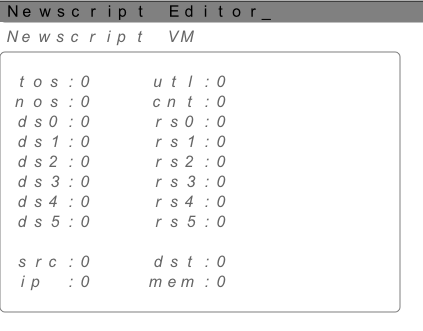 Newscript Editor_
Newscript VM
tos:0 utl:0
nos:0 cnt:0
ds0:0 rs0:0
ds1:0 rs1:0
ds2:0 rs2:0
ds3:0 rs3:0
ds4:0 rs4:0
ds5:0 rs5:0
src:0 dst:0
ip :0 mem:0